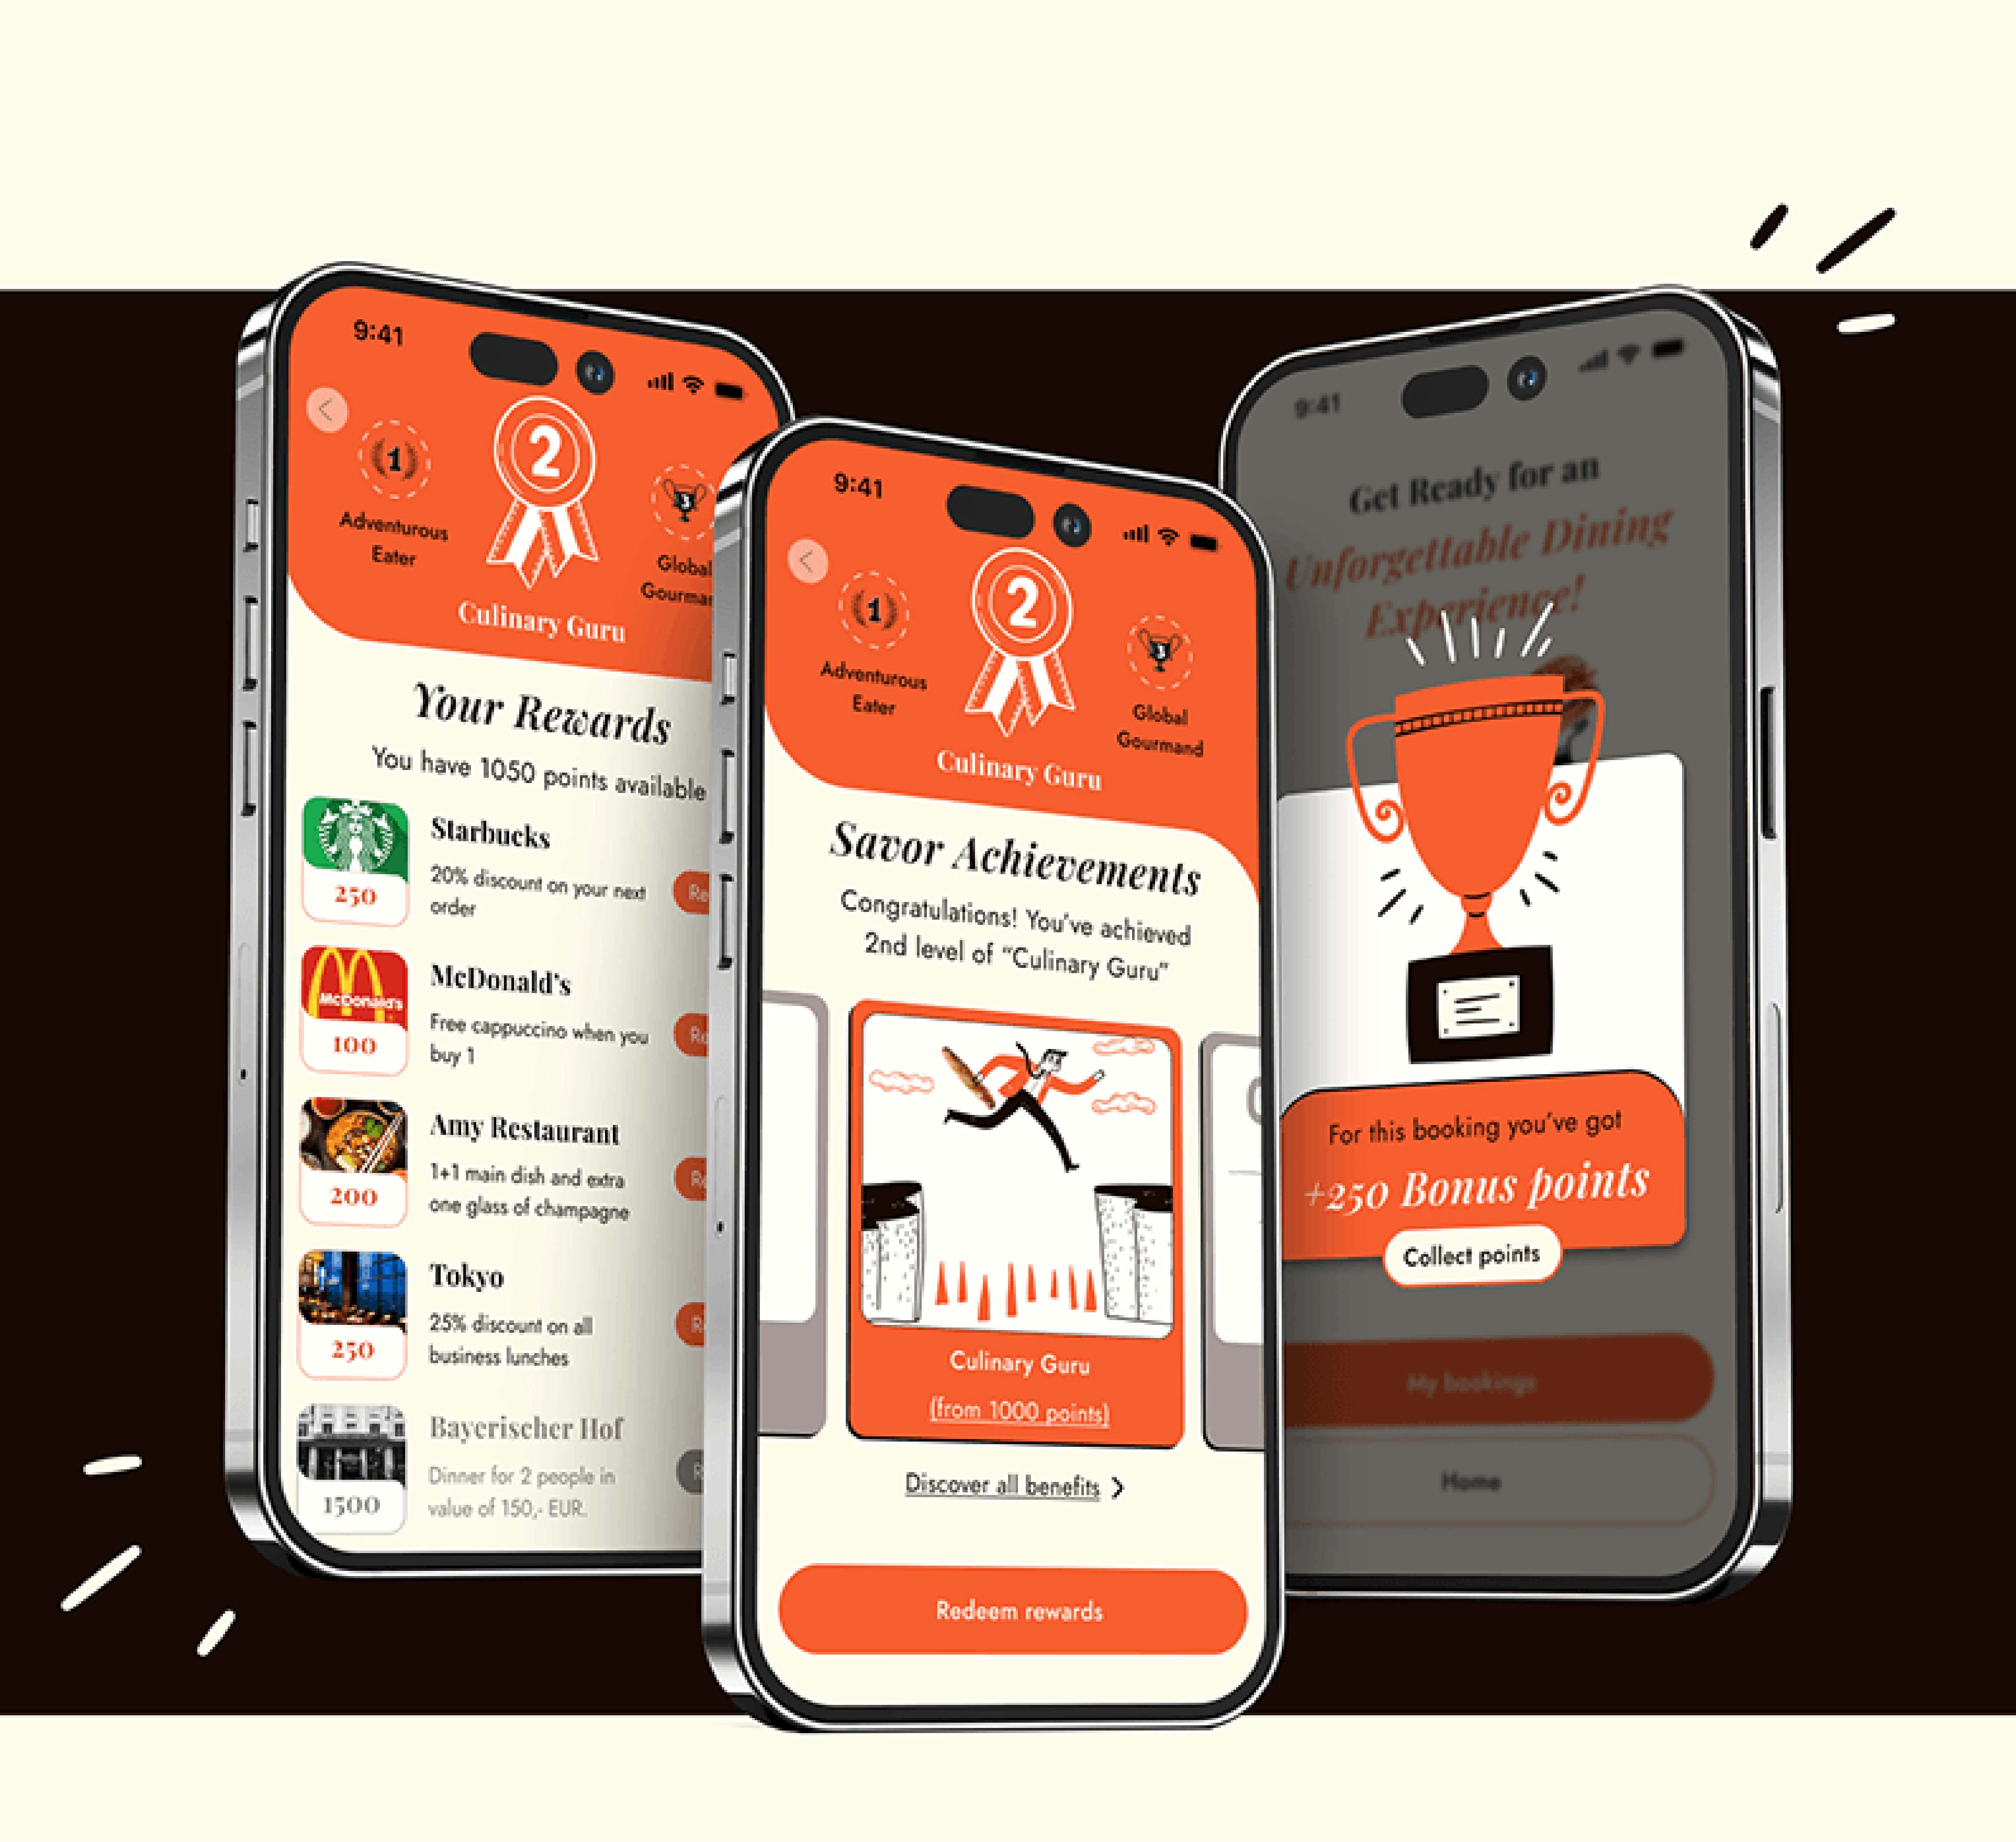 9:41
1
Adventurous
Eater
2
Culinary Guru
3
Global
Your Rewards
You have 1050 points available
Starbucks
20% discount on your next
order
250
McDonald's
McDonald's
Free cappuccino when you
buy 1
100
Amy Restaurant
1+1 main dish and extra
one glass of champagne
200
Tokyo
25% discount on all
business lunches
250
Bayerischer Hof
Dinner for 2 people in
value of 150,- EUR.
1500
9:41
1
Adventurous
Eater
2
Culinary Guru
3
Global
Gourmand
Savor Achievements
Congratulations! You've achieved
2nd level of "Culinary Guru"
Culinary Guru
(from 1000 points)
Discover all benefits
Redeem rewards
9:41
Get Ready for an
Unforgettable Dining
Experience!
For this booking you've got
+250 Bonus points
Collect points
My bookings
Home